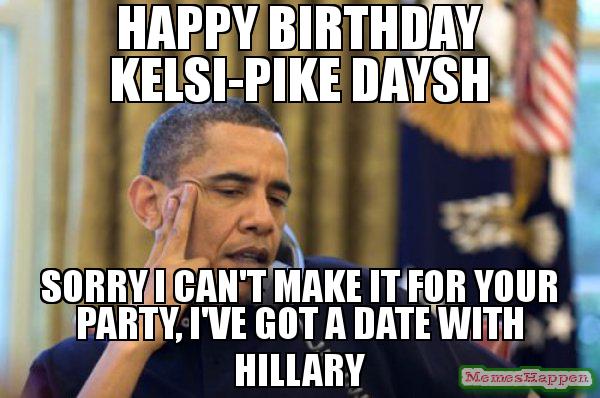 HAPPY BIRTHDAY
KELSI-PIKE DAYSH
SORRY I CAN'T MAKE IT FOR YOUR
PARTY, I'VE GOT A DATE WITH
HILLARY
MemesHappen